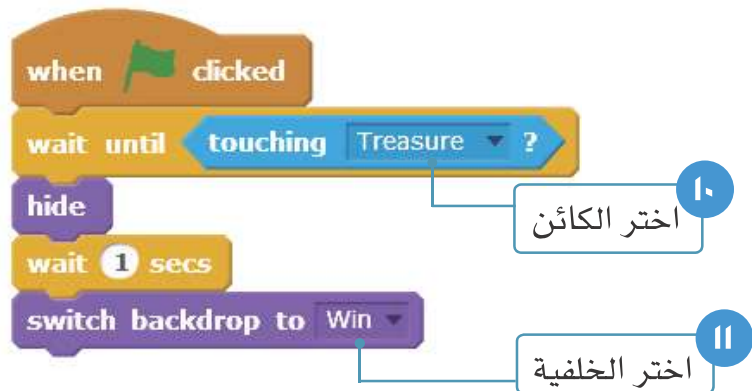 when clicked
wait until touching Treasure ?
hide
١٠
اختر الكائن
wait 1 secs
switch backdrop to Win
١١
اختر الخلفية